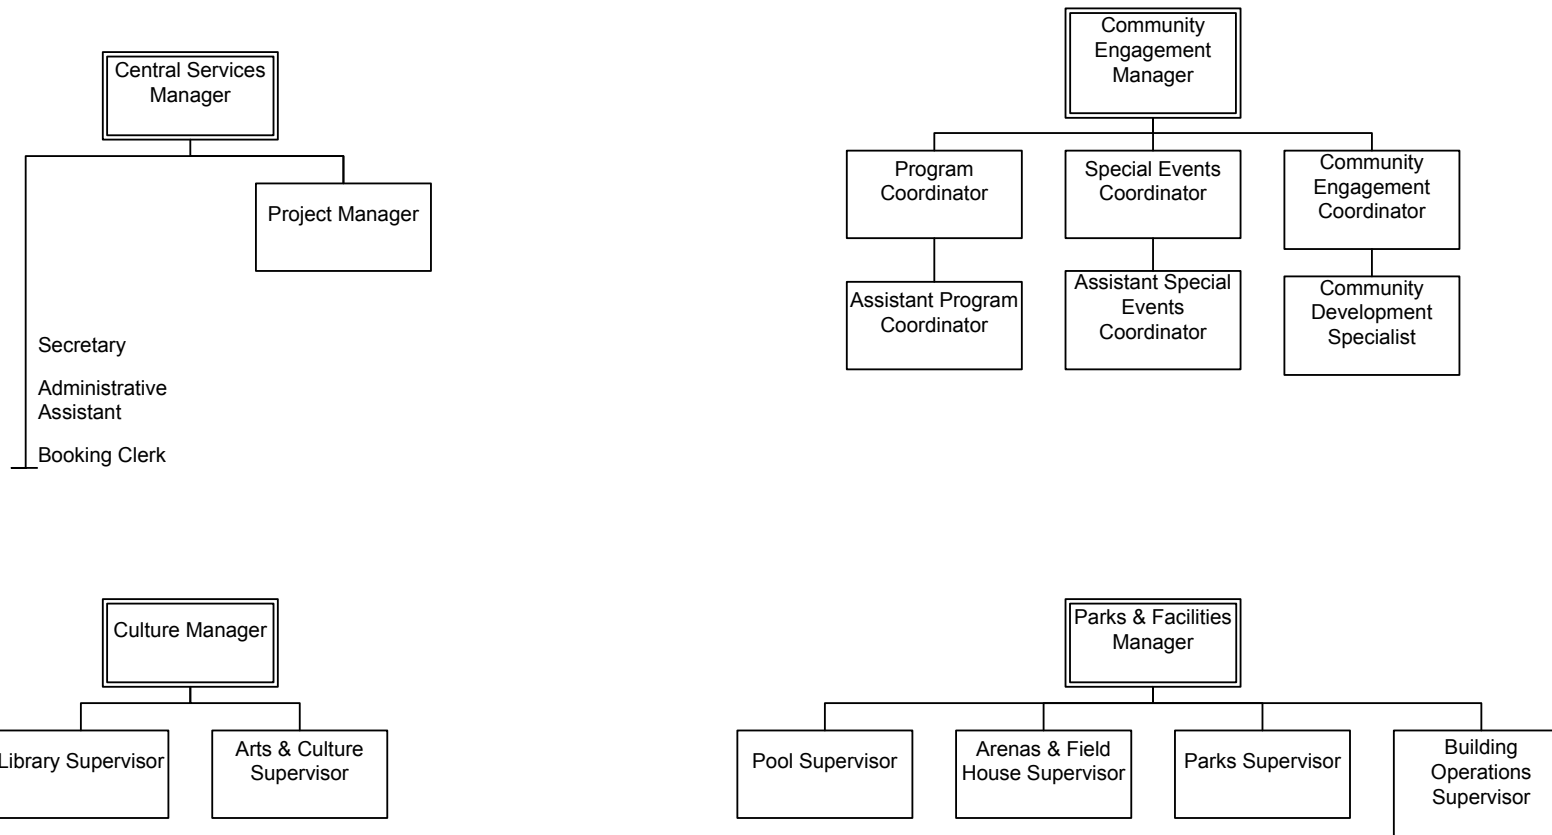 Central Services
Manager
Project Manager
Secretary
Administrative
Assistant
Booking Clerk
Community
Engagement
Manager
Program
Coordinator
Special Events
Coordinator
Community
Engagement
Coordinator
Assistant Program
Coordinator
Assistant Special
Events
Coordinator
Community
Development
Specialist
Culture Manager
Library Supervisor
Arts & Culture
Supervisor
Parks & Facilities
Manager
Pool Supervisor
Arenas & Field
House Supervisor
Parks Supervisor
Building
Operations
Supervisor